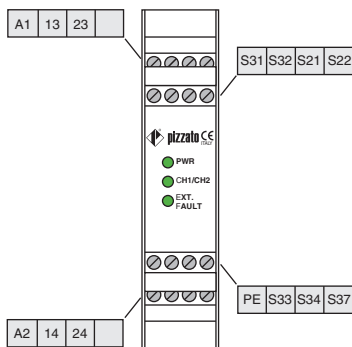 A1 13 23
S31 S32 S21 S22
pizzato CE
ITALY
PWR
CH1/CH2
EXT.
FAULT
PE S33 S34 S37
A2 14 24